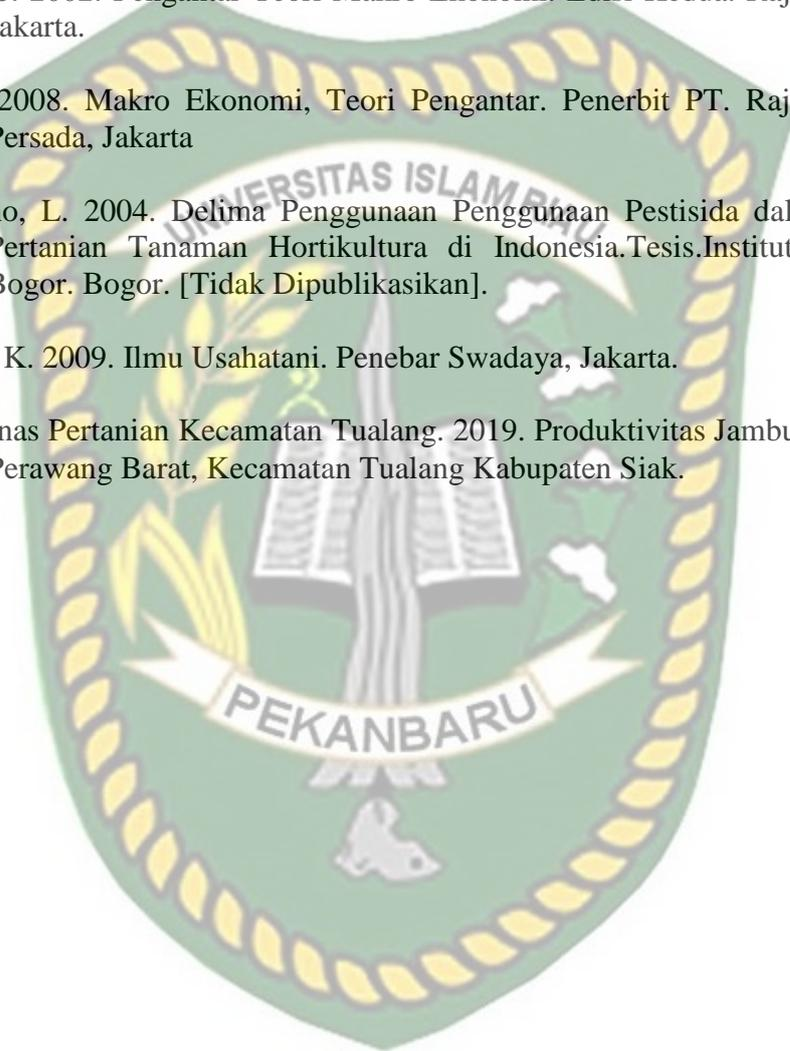 2002. Pengantar Teori Makro Ekonomi. Edisi Kedua.
akarta.
2008. Makro Ekonomi, Teori Pengantar. Penerbit PT. Raj
Persada, Jakarta
UNIVERSITAS ISLAM RIAU
o, L. 2004. Delima Penggunaan Penggunaan Pestisida dal
Pertanian Tanaman Hortikultura di Indonesia.Tesis.Institut
Bogor. Bogor. [Tidak Dipublikasikan].
K. 2009. Ilmu Usahatani. Penebar Swadaya, Jakarta.
nas Pertanian Kecamatan Tualang. 2019. Produktivitas Jambu
Perawang Barat, Kecamatan Tualang Kabupaten Siak.
PEKANBARU